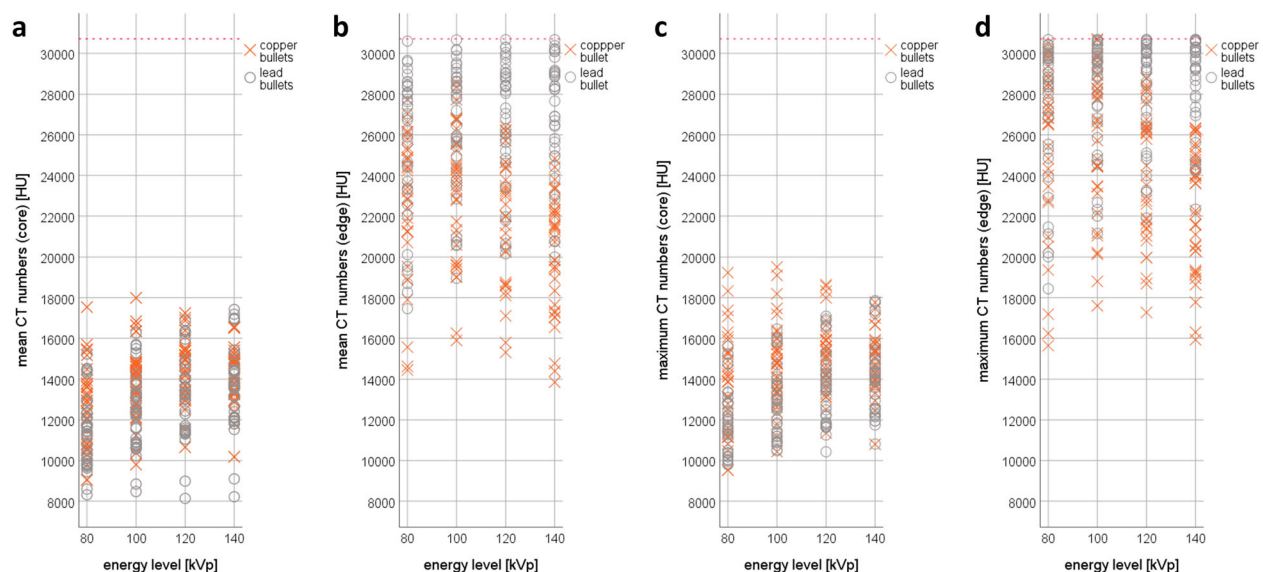 a
30000
28000
26000
24000
22000
20000
18000
16000
14000
12000
10000
8000
mean CT numbers (core) [HU]
80 100 120 140
energy level [kVp]
copper
bullets
lead
bullets
b
30000
28000
26000
24000
22000
20000
18000
16000
14000
12000
10000
8000
mean CT numbers (edge) [HU]
80 100 120 140
energy level [kVp]
coppper
bullet
lead
bullet
c
30000
28000
26000
24000
22000
20000
18000
16000
14000
12000
10000
8000
maximum CT numbers (core) [HU]
80 100 120 140
energy level [kVp]
copper
bullets
lead
bullets
d
30000
28000
26000
24000
22000
20000
18000
16000
14000
12000
10000
8000
maximum CT numbers (edge) [HU]
80 100 120 140
energy level [kVp]
copper
bullets
lead
bullets